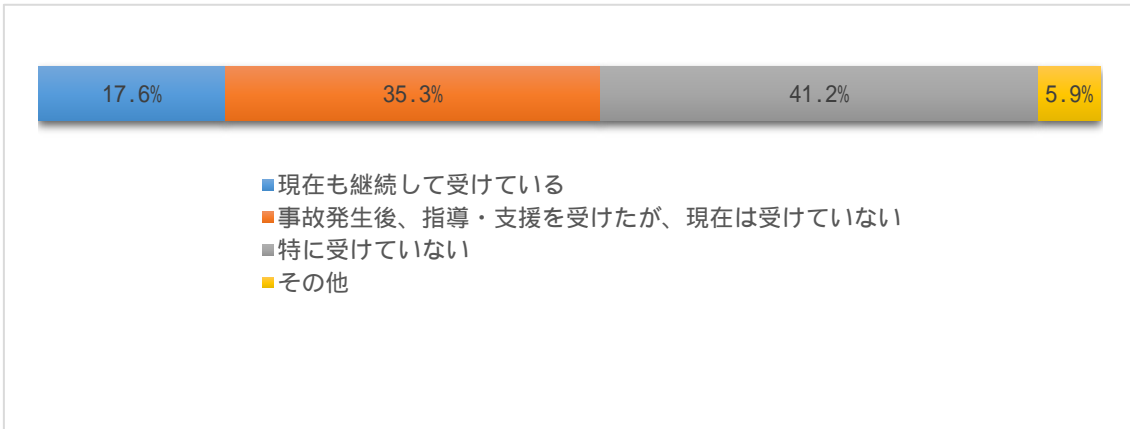 17.6% 35.3% 41.2% 5.9%
現在も継続して受けている
事故発生後、指導・支援を受けたが、現在は受けていない
特に受けていない
その他